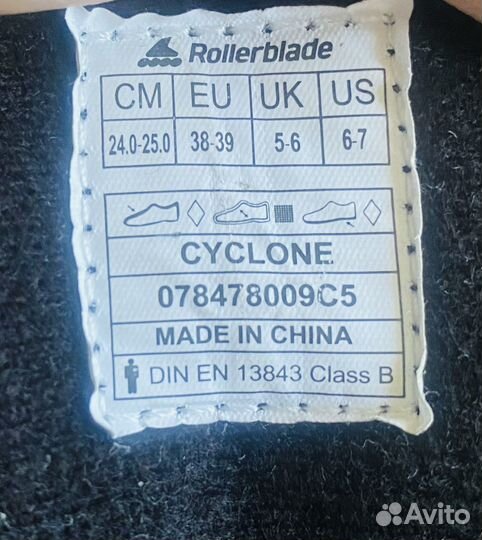 Rollerblade
CM EU UK US
24.0-25.0 38-39 5-6 6-7
CYCLONE
078478009C5
MADE IN CHINA
DIN EN 13843 Class B
Avito